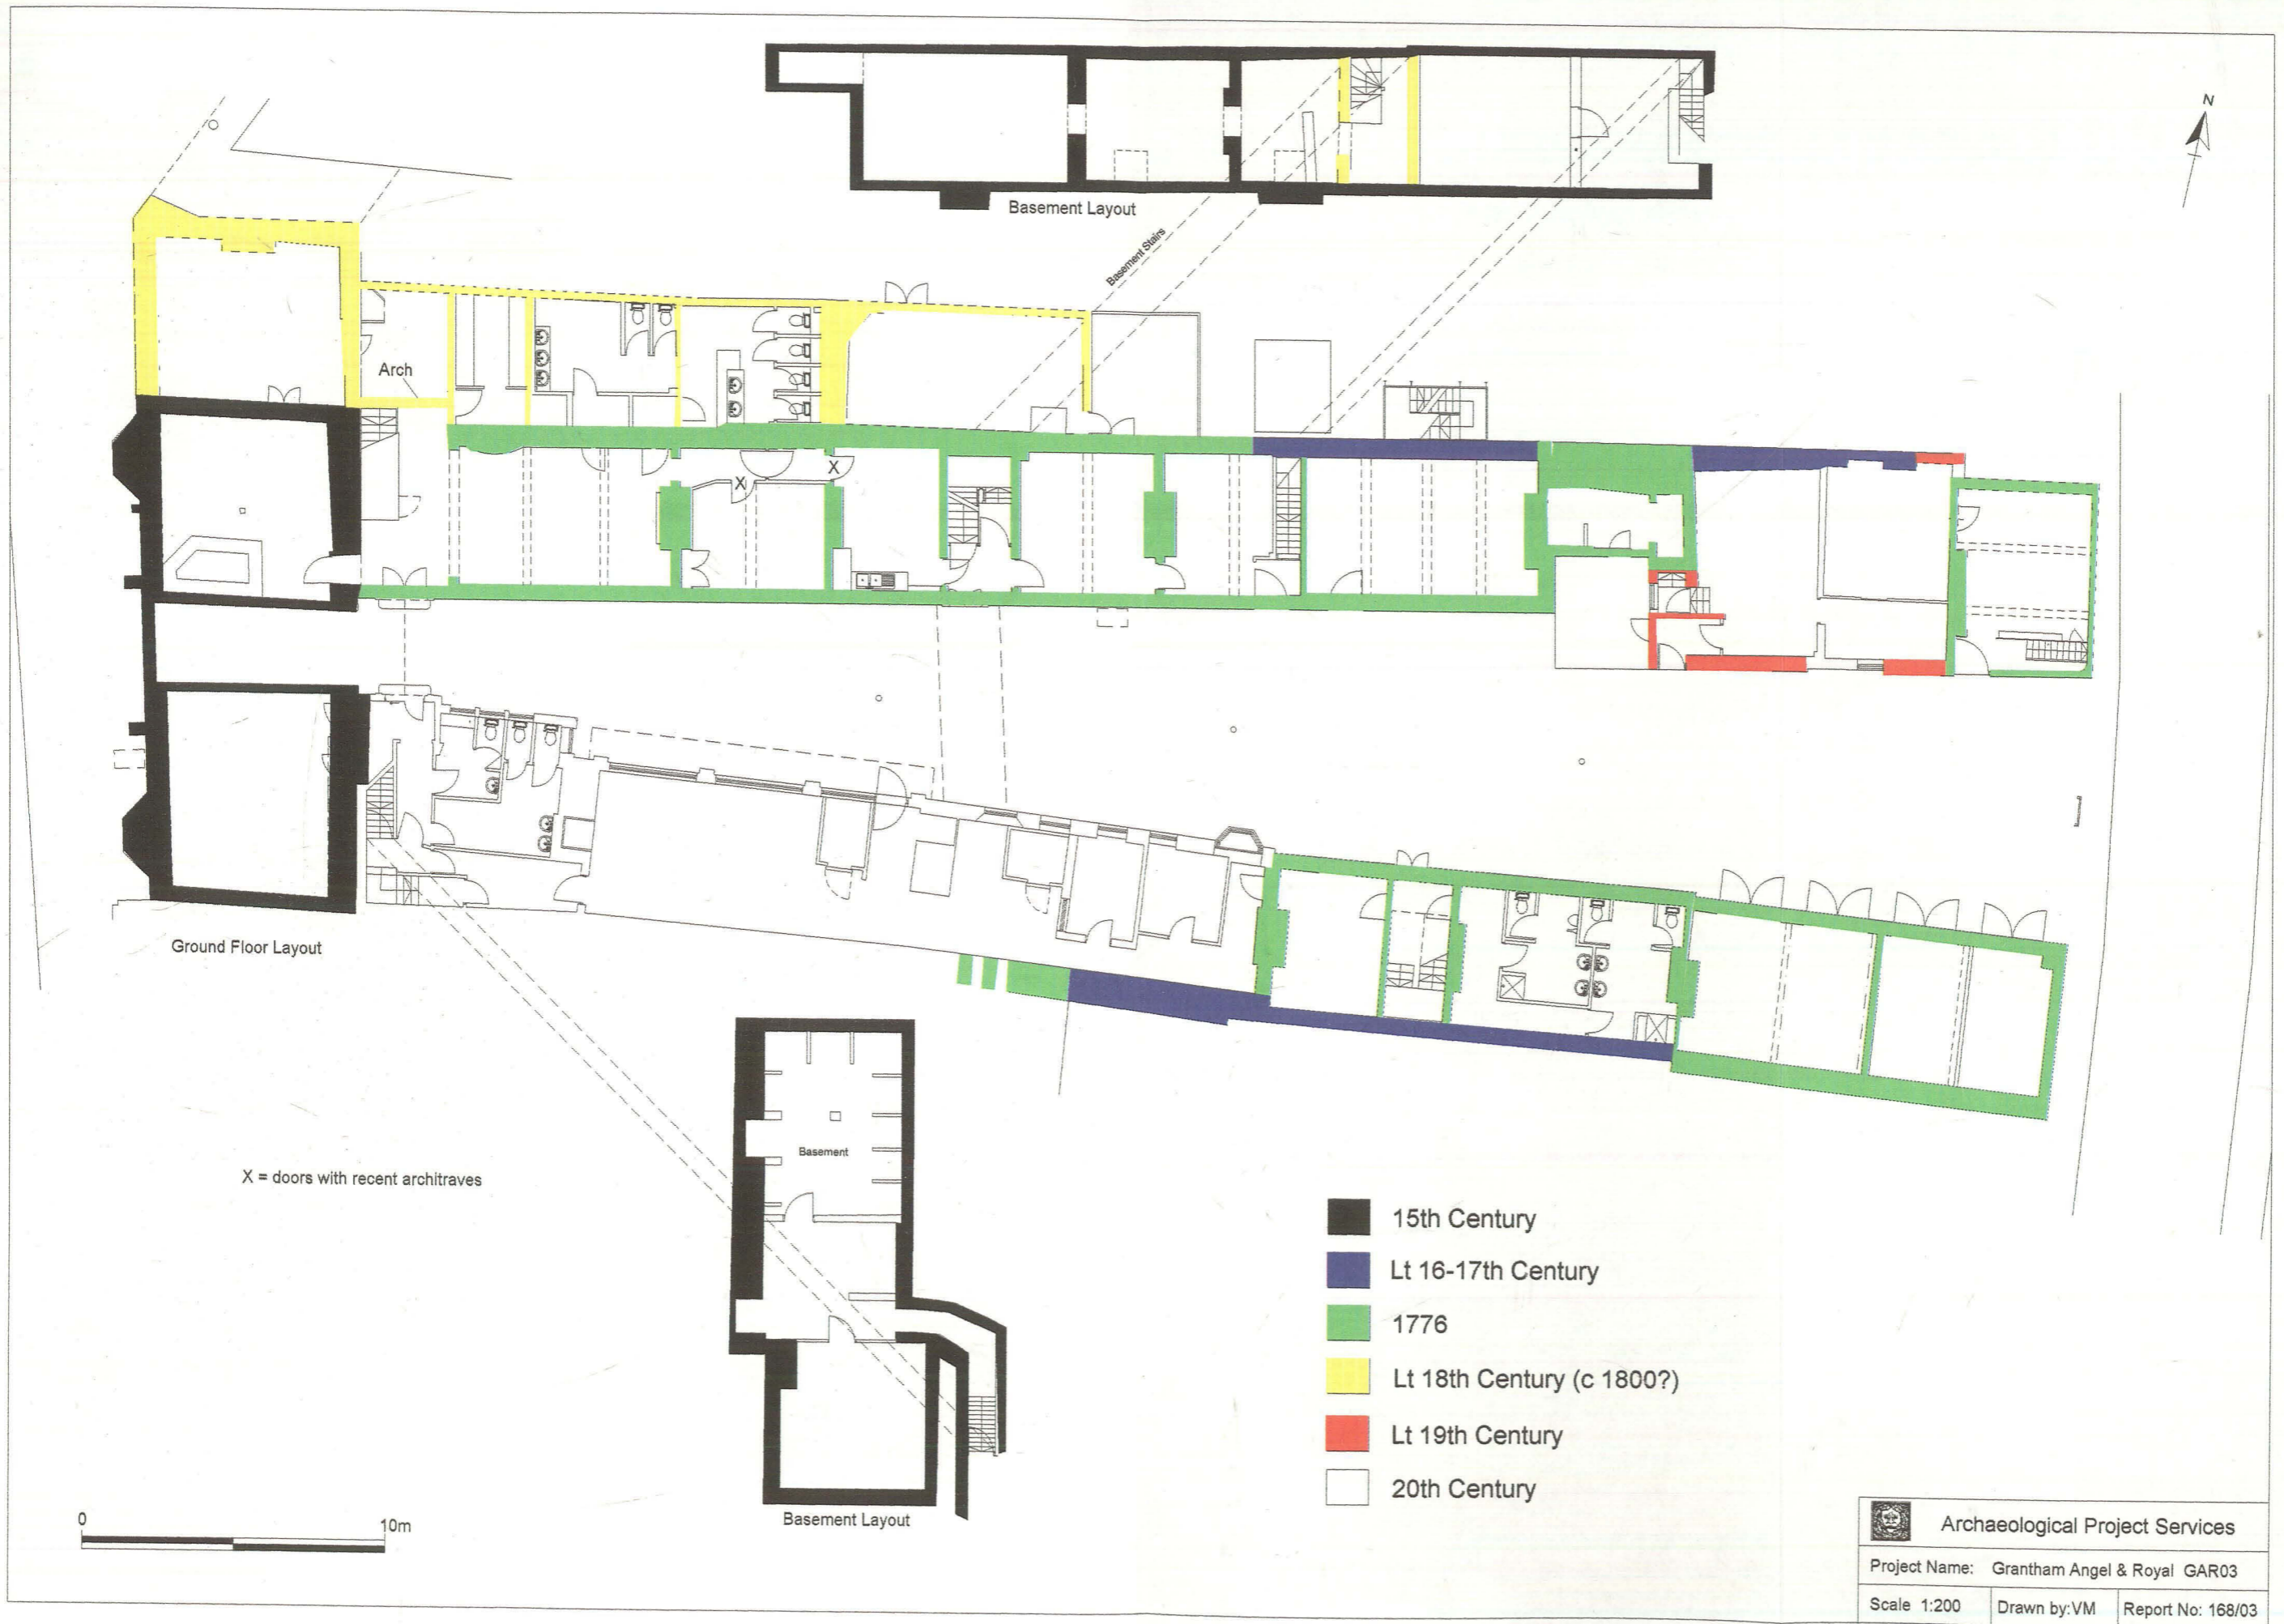 Basement Layout
N
Basement Stairs
Arch
X
X
Ground Floor Layout
Basement
X = doors with recent architraves
Basement Layout
0 10m
15th Century
Lt 16-17th Century
1776
Lt 18th Century (c 1800?)
Lt 19th Century
20th Century
Archaeological Project Services
Project Name: Grantham Angel & Royal GAR03
Scale 1:200
Drawn by:VM
Report No: 168/03